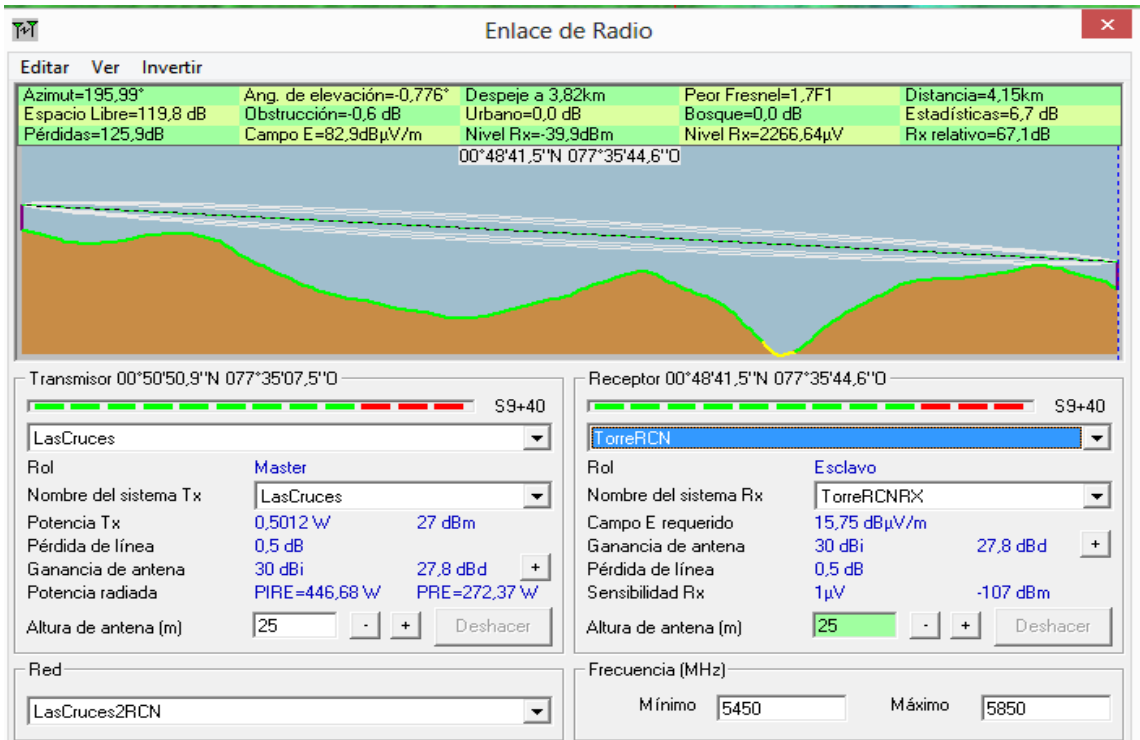 Enlace de Radio
Editar Ver Invertir
Azimut=195,99° Ang. de elevación=-0,776° Despeje a 3,82km Peor Fresnel=1,7F1 Distancia=4,15km
Espacio Libre=119,8 dB Obstrucción=-0,6 dB Urbano=0,0 dB Bosque=0,0 dB Estadísticas=6,7 dB
Pérdidas=125,9dB Campo E=82,9dBµV/m Nivel Rx=-39,9dBm Nivel Rx=2266,64µV Rx relativo=67,1dB
00°48'41,5''N 077°35'44,6''O
Transmisor 00°50'50,9''N 077°35'07,5''O
S9+40
LasCruces
Rol Master
Nombre del sistema Tx LasCruces
Potencia Tx 0,5012 W 27 dBm
Pérdida de línea 0,5 dB
Ganancia de antena 30 dBi 27,8 dBd +
Potencia radiada PIRE=446,68 W PRE=272,37 W
Altura de antena (m) 25 - + Deshacer
Red
LasCruces2RCN
Receptor 00°48'41,5''N 077°35'44,6''O
S9+40
TorreRCN
Rol Esclavo
Nombre del sistema Rx TorreRCNRX
Campo E requerido 15,75 dBµV/m
Ganancia de antena 30 dBi 27,8 dBd +
Pérdida de línea 0,5 dB
Sensibilidad Rx 1µV -107 dBm
Altura de antena (m) 25 - + Deshacer
Frecuencia (MHz)
Mínimo 5450 Máximo 5850